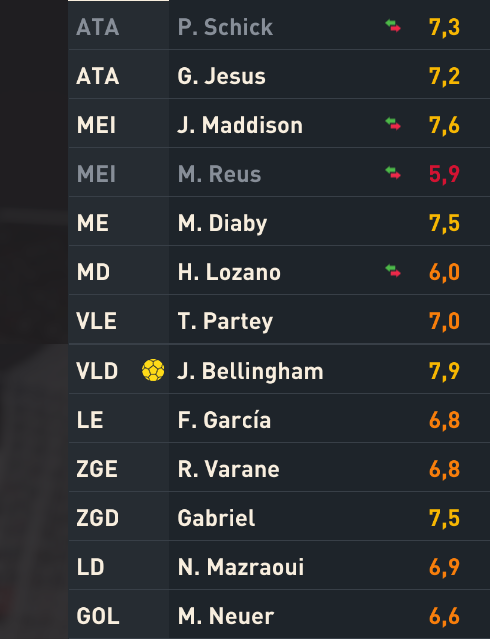 ATA P. Schick 7,3
ATA G. Jesus 7,2
MEI J. Maddison 7,6
MEI M. Reus 5,9
ME M. Diaby 7,5
MD H. Lozano 6,0
VLE T. Partey 7,0
VLD J. Bellingham 7,9
LE F. García 6,8
ZGE R. Varane 6,8
ZGD Gabriel 7,5
LD N. Mazraoui 6,9
GOL M. Neuer 6,6